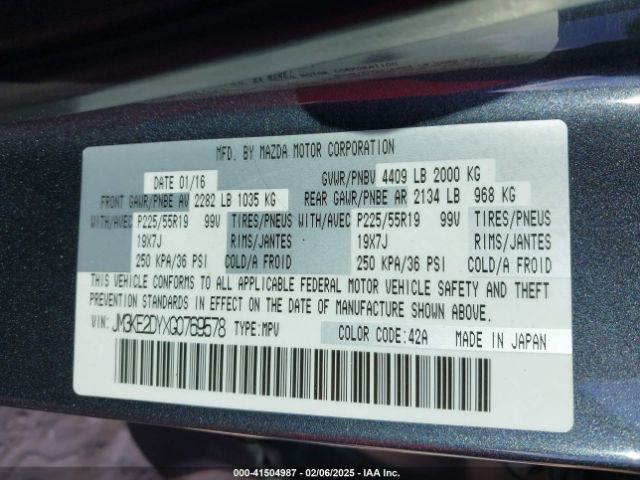 MFD. BY MAZDA MOTOR CORPORATION
DATE 01/16 GVWR/PNBV 4409 LB 2000 KG
FRONT GAWR/PNBE AV 2282 LB 1035 KG REAR GAWR/PNBE AR 2134 LB 968 KG
WITH/AVEC P225/55R19 99V TIRES/PNEUS WITH/AVEC P225/55R19 99V TIRES/PNEUS
19X7J RIMS/JANTES 19X7J RIMS/JANTES
250 KPA/36 PSI COLD/A FROID 250 KPA/36 PSI COLD/A FROID
THIS VEHICLE CONFORMS TO ALL APPLICABLE FEDERAL MOTOR VEHICLE SAFETY AND THEFT
PREVENTION STANDARDS IN EFFECT ON THE DATE OF MANUFACTURE SHOWN ABOVE.
VIN: JM3KE2DYXG0769578 TYPE: MPV COLOR CODE: 42A MADE IN JAPAN
000-41504987 - 02/06/2025 - IAA Inc.